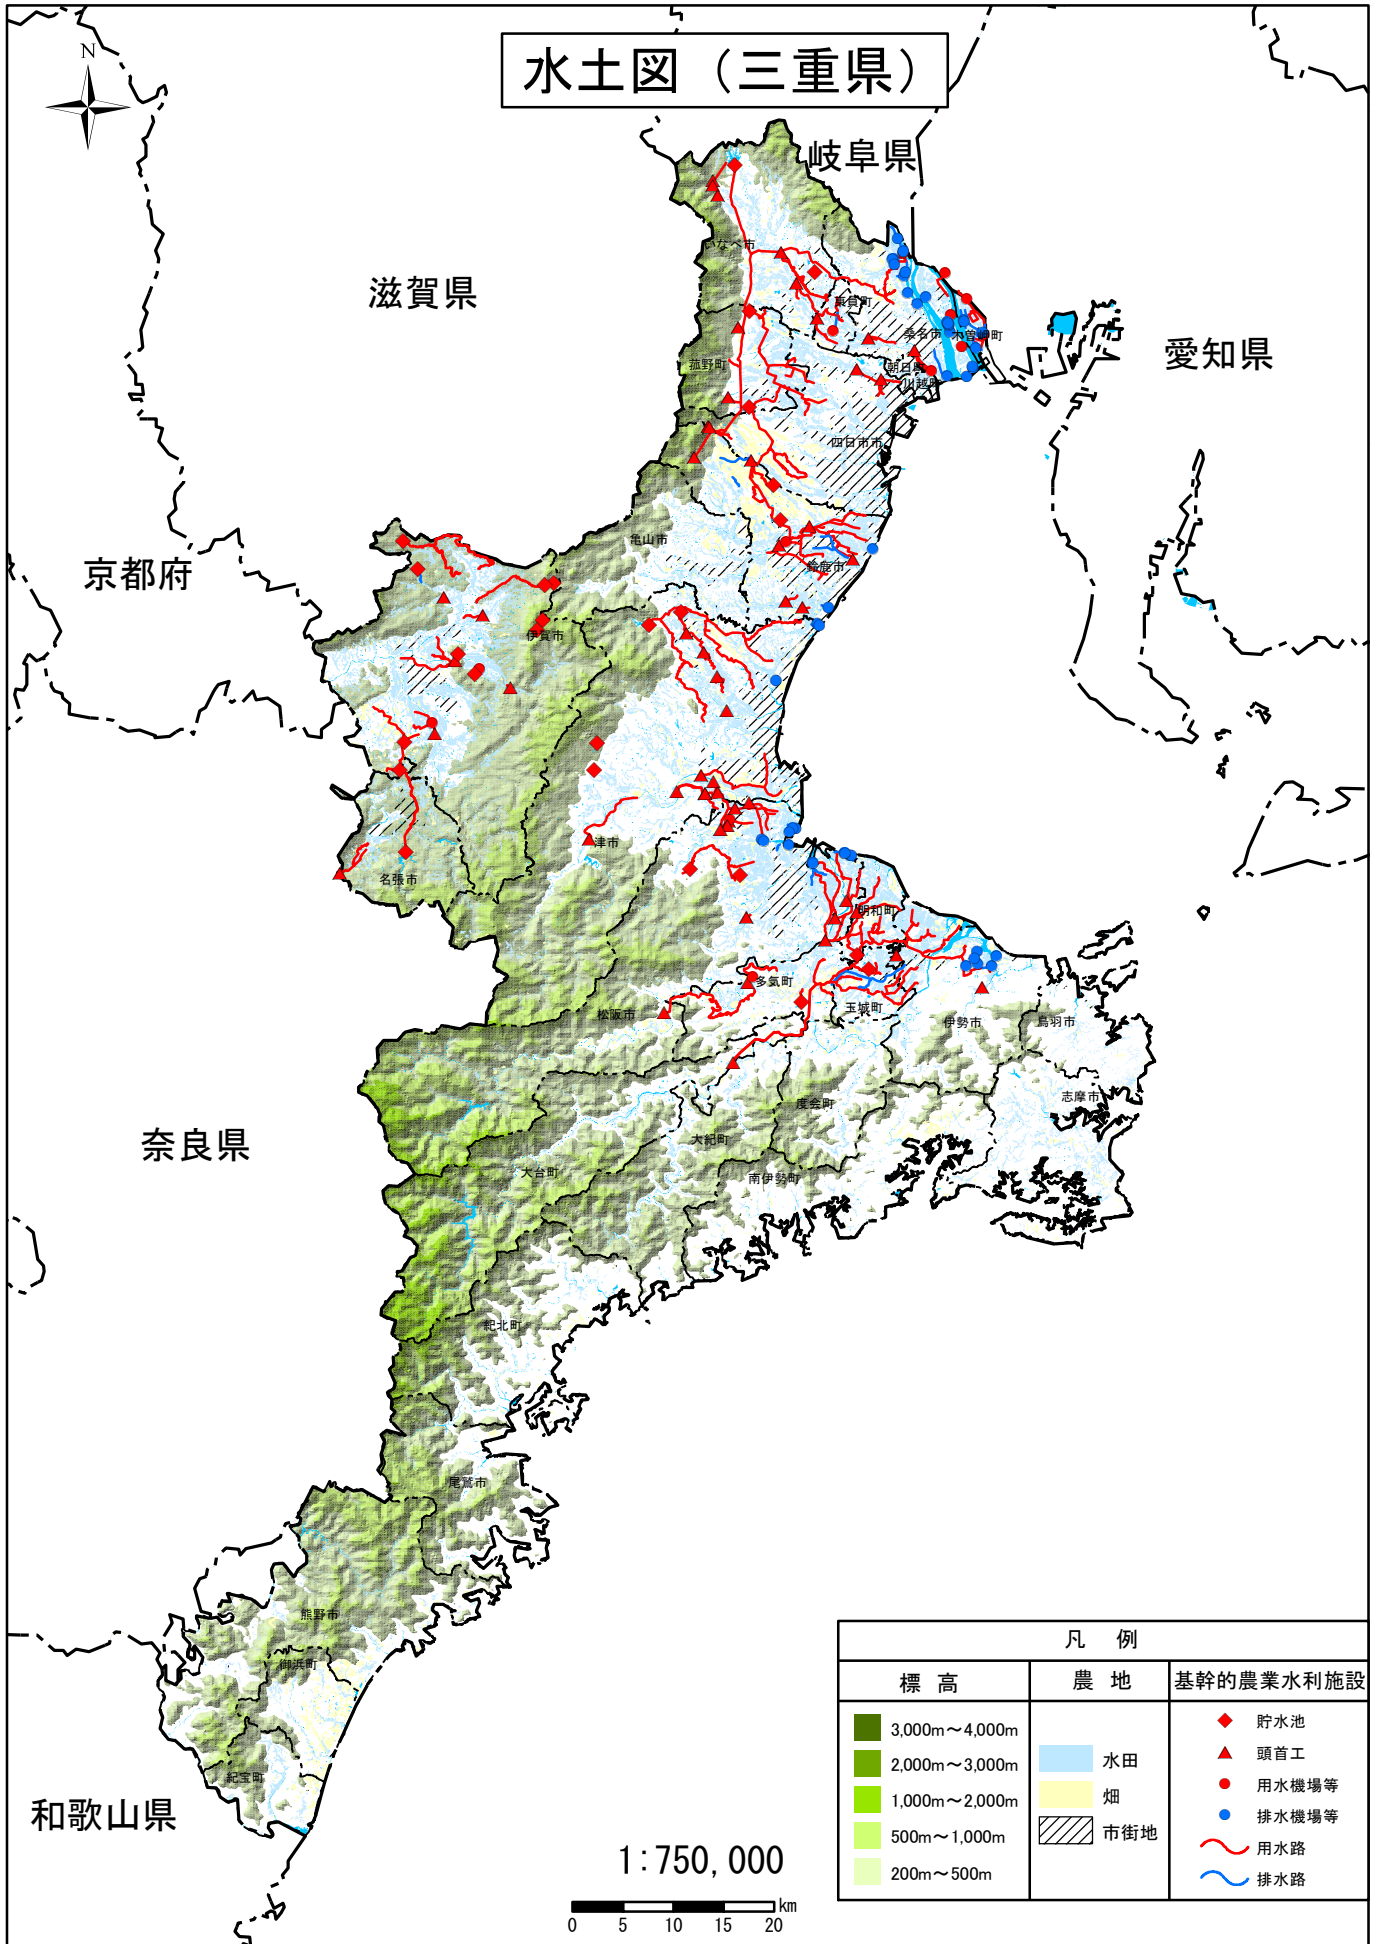 水土図（三重県）
N
岐阜県
滋賀県
愛知県
京都府
奈良県
和歌山県
いなべ市
東員町
桑名市
木曽岬町
菰野町
朝日町
川越町
四日市市
亀山市
鈴鹿市
伊賀市
津市
名張市
明和町
多気町
松阪市
玉城町
伊勢市
鳥羽市
志摩市
度会町
大紀町
大台町
南伊勢町
紀北町
尾鷲市
熊野市
御浜町
紀宝町
凡 例
標 高
農 地
基幹的農業水利施設
3,000m～4,000m
2,000m～3,000m
1,000m～2,000m
500m～1,000m
200m～500m
水田
畑
市街地
貯水池
頭首工
用水機場等
排水機場等
用水路
排水路
1:750,000
km
0 5 10 15 20